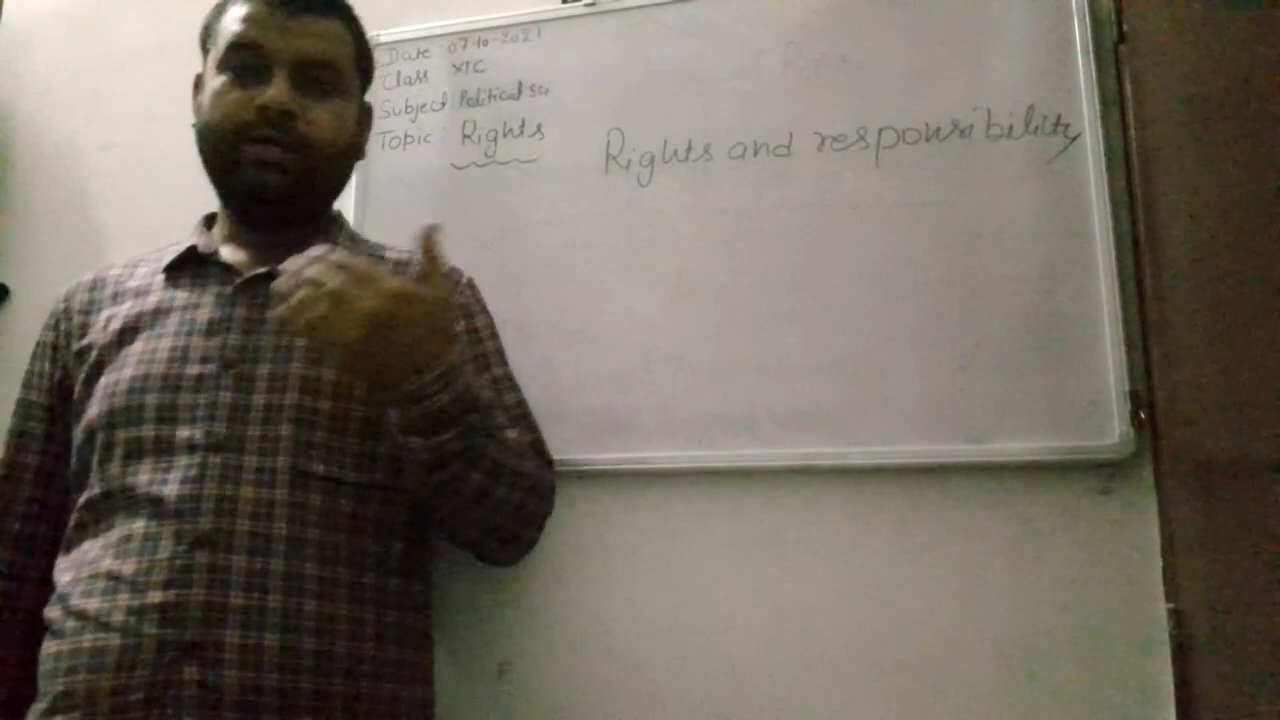 Date 07-10-2021
Class XIC
Subject Political sci
Topic: Rights
Rights and responsibility